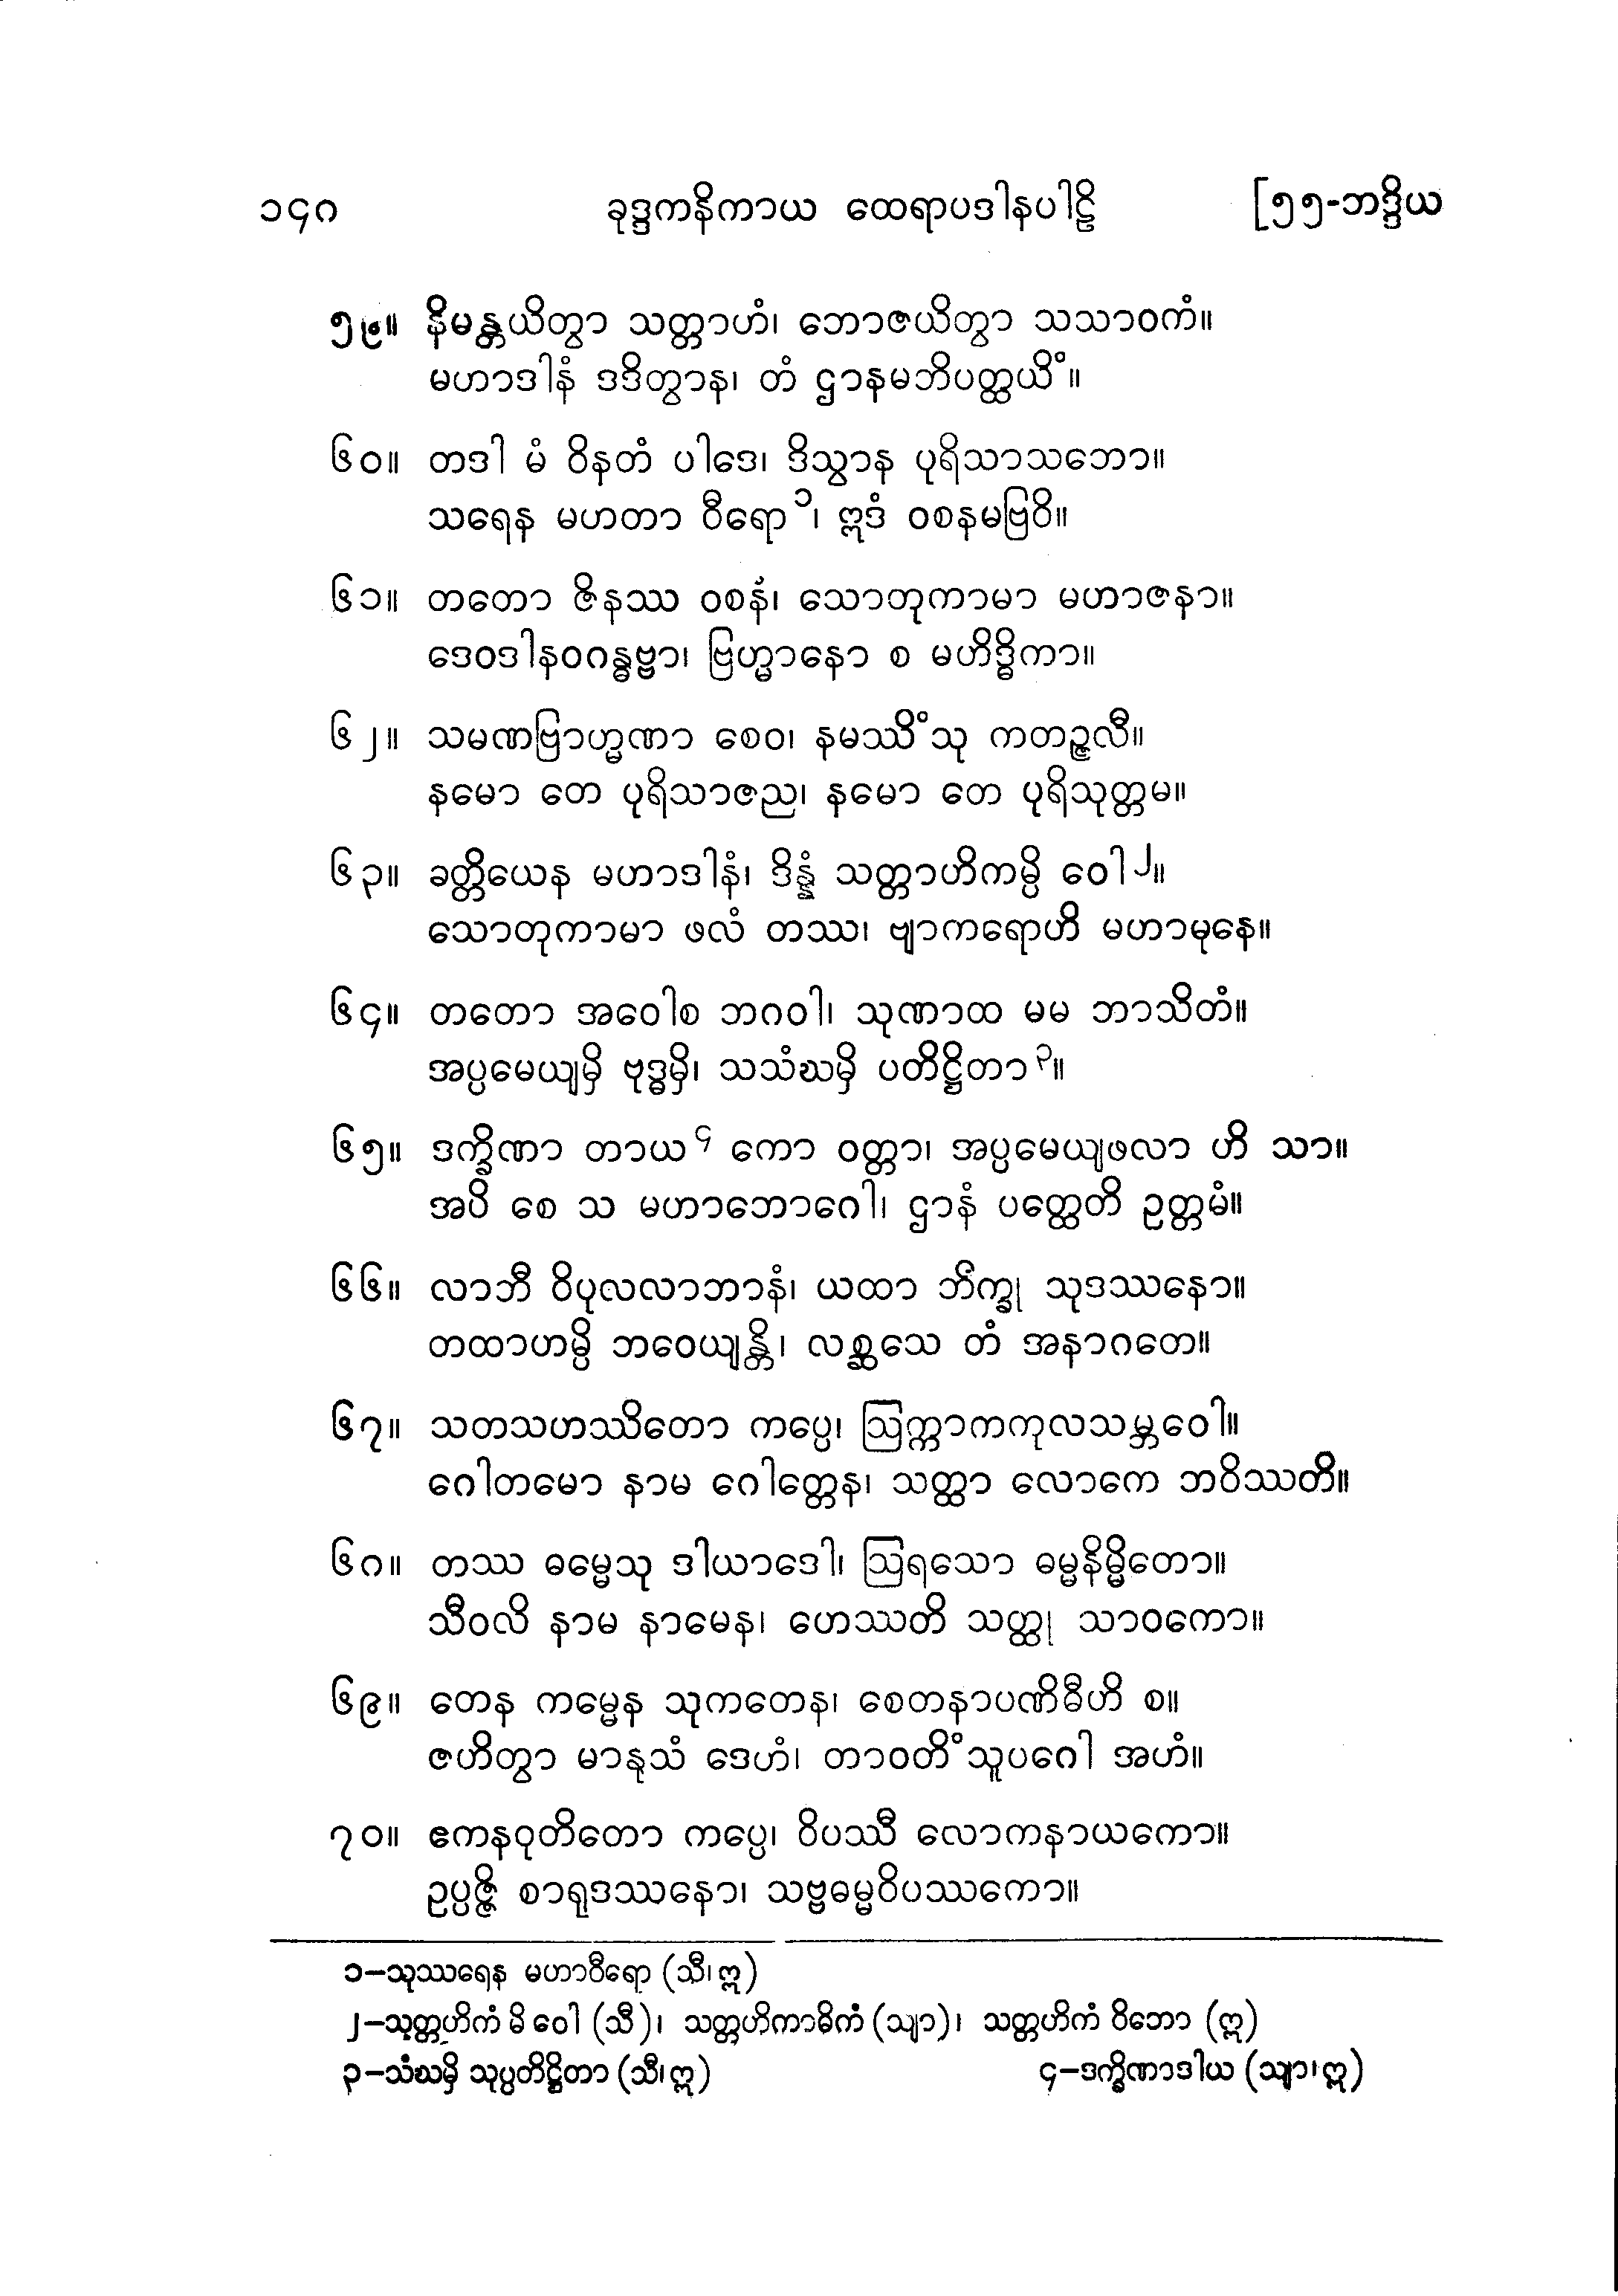 ၁၄၈ ခုဒ္ဒကနိကာယ ထေရာပဒါနပါဠိ [၅၅-ဘဒ္ဒိယ
၅၉။ နိမန္တယိတွာ သတ္တာဟံ၊ ဘောဇယိတွာ သသာဝကံ။
မဟာဒါနံ ဒဒိတွာန၊ တံ ဌာနမဘိပတ္ထယိံ။
၆၀။ တဒါ မံ ဝိနတံ ပါဒေ၊ ဒိသွာန ပုရိသာသဘော။
သရေန မဟတာ ဝီရော၁၊ ဣဒံ ဝစနမဗြဝိ။
၆၁။ တတော ဇိနဿ ဝစနံ၊ သောတုကာမာ မဟာဇနာ။
ဒေဝဒါနဝဂန္ဓဗ္ဗာ၊ ဗြဟ္မာနော စ မဟိဒ္ဓိကာ။
၆၂။ သမဏဗြာဟ္မဏာ စေဝ၊ နမဿိံသု ကတဉ္ဇလီ။
နမော တေ ပုရိသာဇည၊ နမော တေ ပုရိသုတ္တမ။
၆၃။ ခတ္တိယေန မဟာဒါနံ၊ ဒိန္နံ သတ္တာဟိကမ္ပိ ဝေါ၂။
သောတုကာမာ ဖလံ တဿ၊ ဗျာကရောဟိ မဟာမုနေ။
၆၄။ တတော အဝေါစ ဘဂဝါ၊ သုဏာထ မမ ဘာသိတံ။
အပ္ပမေယျမှိ ဗုဒ္ဓမှိ၊ သသံဃမှိ ပတိဋ္ဌိတာ၃။
၆၅။ ဒက္ခိဏာ တာယ၄ ကော ဝတ္တာ၊ အပ္ပမေယျဖလာ ဟိ သာ။
အပိ စေ သ မဟာဘောဂေါ၊ ဌာနံ ပတ္ထေတိ ဥတ္တမံ။
၆၆။ လာဘီ ဝိပုလလာဘာနံ၊ ယထာ ဘိက္ခု သုဒဿနော။
တထာဟမ္ပိ ဘဝေယျန္တိ၊ လစ္ဆသေ တံ အနာဂတေ။
၆၇။ သတသဟဿိတော ကပ္ပေ၊ ဩက္ကာကကုလသမ္ဘဝေါ။
ဂေါတမော နာမ ဂေါတ္တေန၊ သတ္ထာ လောကေ ဘဝိဿတိ။
၆၈။ တဿ ဓမ္မေသု ဒါယာဒေါ၊ ဩရသော ဓမ္မနိမ္မိတော။
သီဝလိ နာမ နာမေန၊ ဟေဿတိ သတ္ထု သာဝကော။
၆၉။ တေန ကမ္မေန သုကတေန၊ စေတနာပဏိဓီဟိ စ။
ဇဟိတွာ မာနုသံ ဒေဟံ၊ တာဝတိံသူပဂေါ အဟံ။
၇၀။ ဧကနဝုတိတော ကပ္ပေ၊ ဝိပဿီ လောကနာယကော။
ဥပ္ပဇ္ဇိ စာရုဒဿနော၊ သဗ္ဗဓမ္မဝိပဿကော။
၁–သုဿရေန မဟာဝီရော (သီ၊ဣ)
၂–သုတ္တဟိကံ မိ ဝေါ (သီ)၊ သတ္တဟိကာဓိကံ (သျာ)၊ သတ္တဟိကံ ဝိဘော (ဣ)
၃–သံဃမှိ သုပ္ပတိဋ္ဌိတာ (သီ၊ဣ) ၄–ဒက္ခိဏာဒါယ (သျာ၊ဣ)